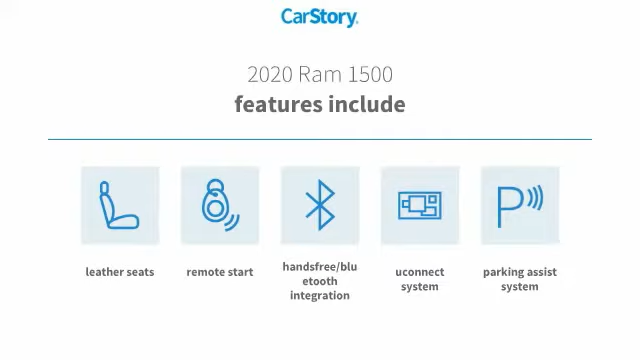 CarStory.
2020 Ram 1500
features include
leather seats
remote start
handsfree/blu
etooth
integration
uconnect
system
parking assist
system